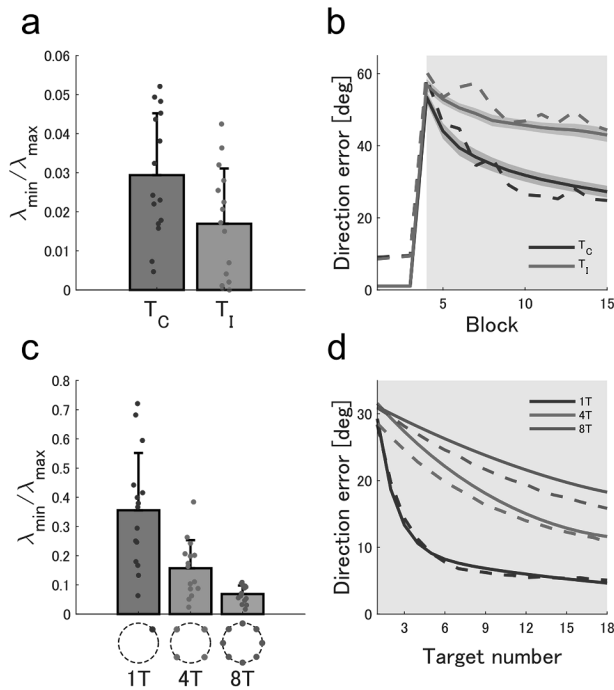 a
0.06
0.05
0.04
0.03
0.02
0.01
0
λmin/λmax
TC
TI
b
60
40
20
0
Direction error [deg]
TC
TI
5
10
15
Block
c
0.8
0.7
0.6
0.5
0.4
0.3
0.2
0.1
0
λmin/λmax
1T
4T
8T
d
30
20
10
0
Direction error [deg]
1T
4T
8T
3
6
9
12
15
18
Target number